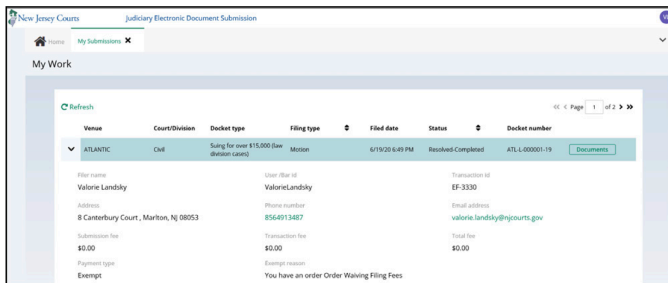 New Jersey Courts Judiciary Electronic Document Submission
Home My Submissions
My Work
Refresh Page 1 of 2
Venue Court/Division Docket type Filing type Filed date Status Docket number
ATLANTIC Civil Suing for over $15,000 (law division cases) Motion 6/19/20 6:49 PM Resolved-Completed ATL-L-000001-19 Documents
Filer name User /Bar Id Transaction Id
Valorie Landsky ValorieLandsky EF-3330
Address Phone number Email address
8 Canterbury Court , Marlton, NJ 08053 8564913487 valorie.landsky@njcourts.gov
Submission fee Transaction fee Total fee
$0.00 $0.00 $0.00
Payment type Exempt reason
Exempt You have an order Order Waiving Filing Fees